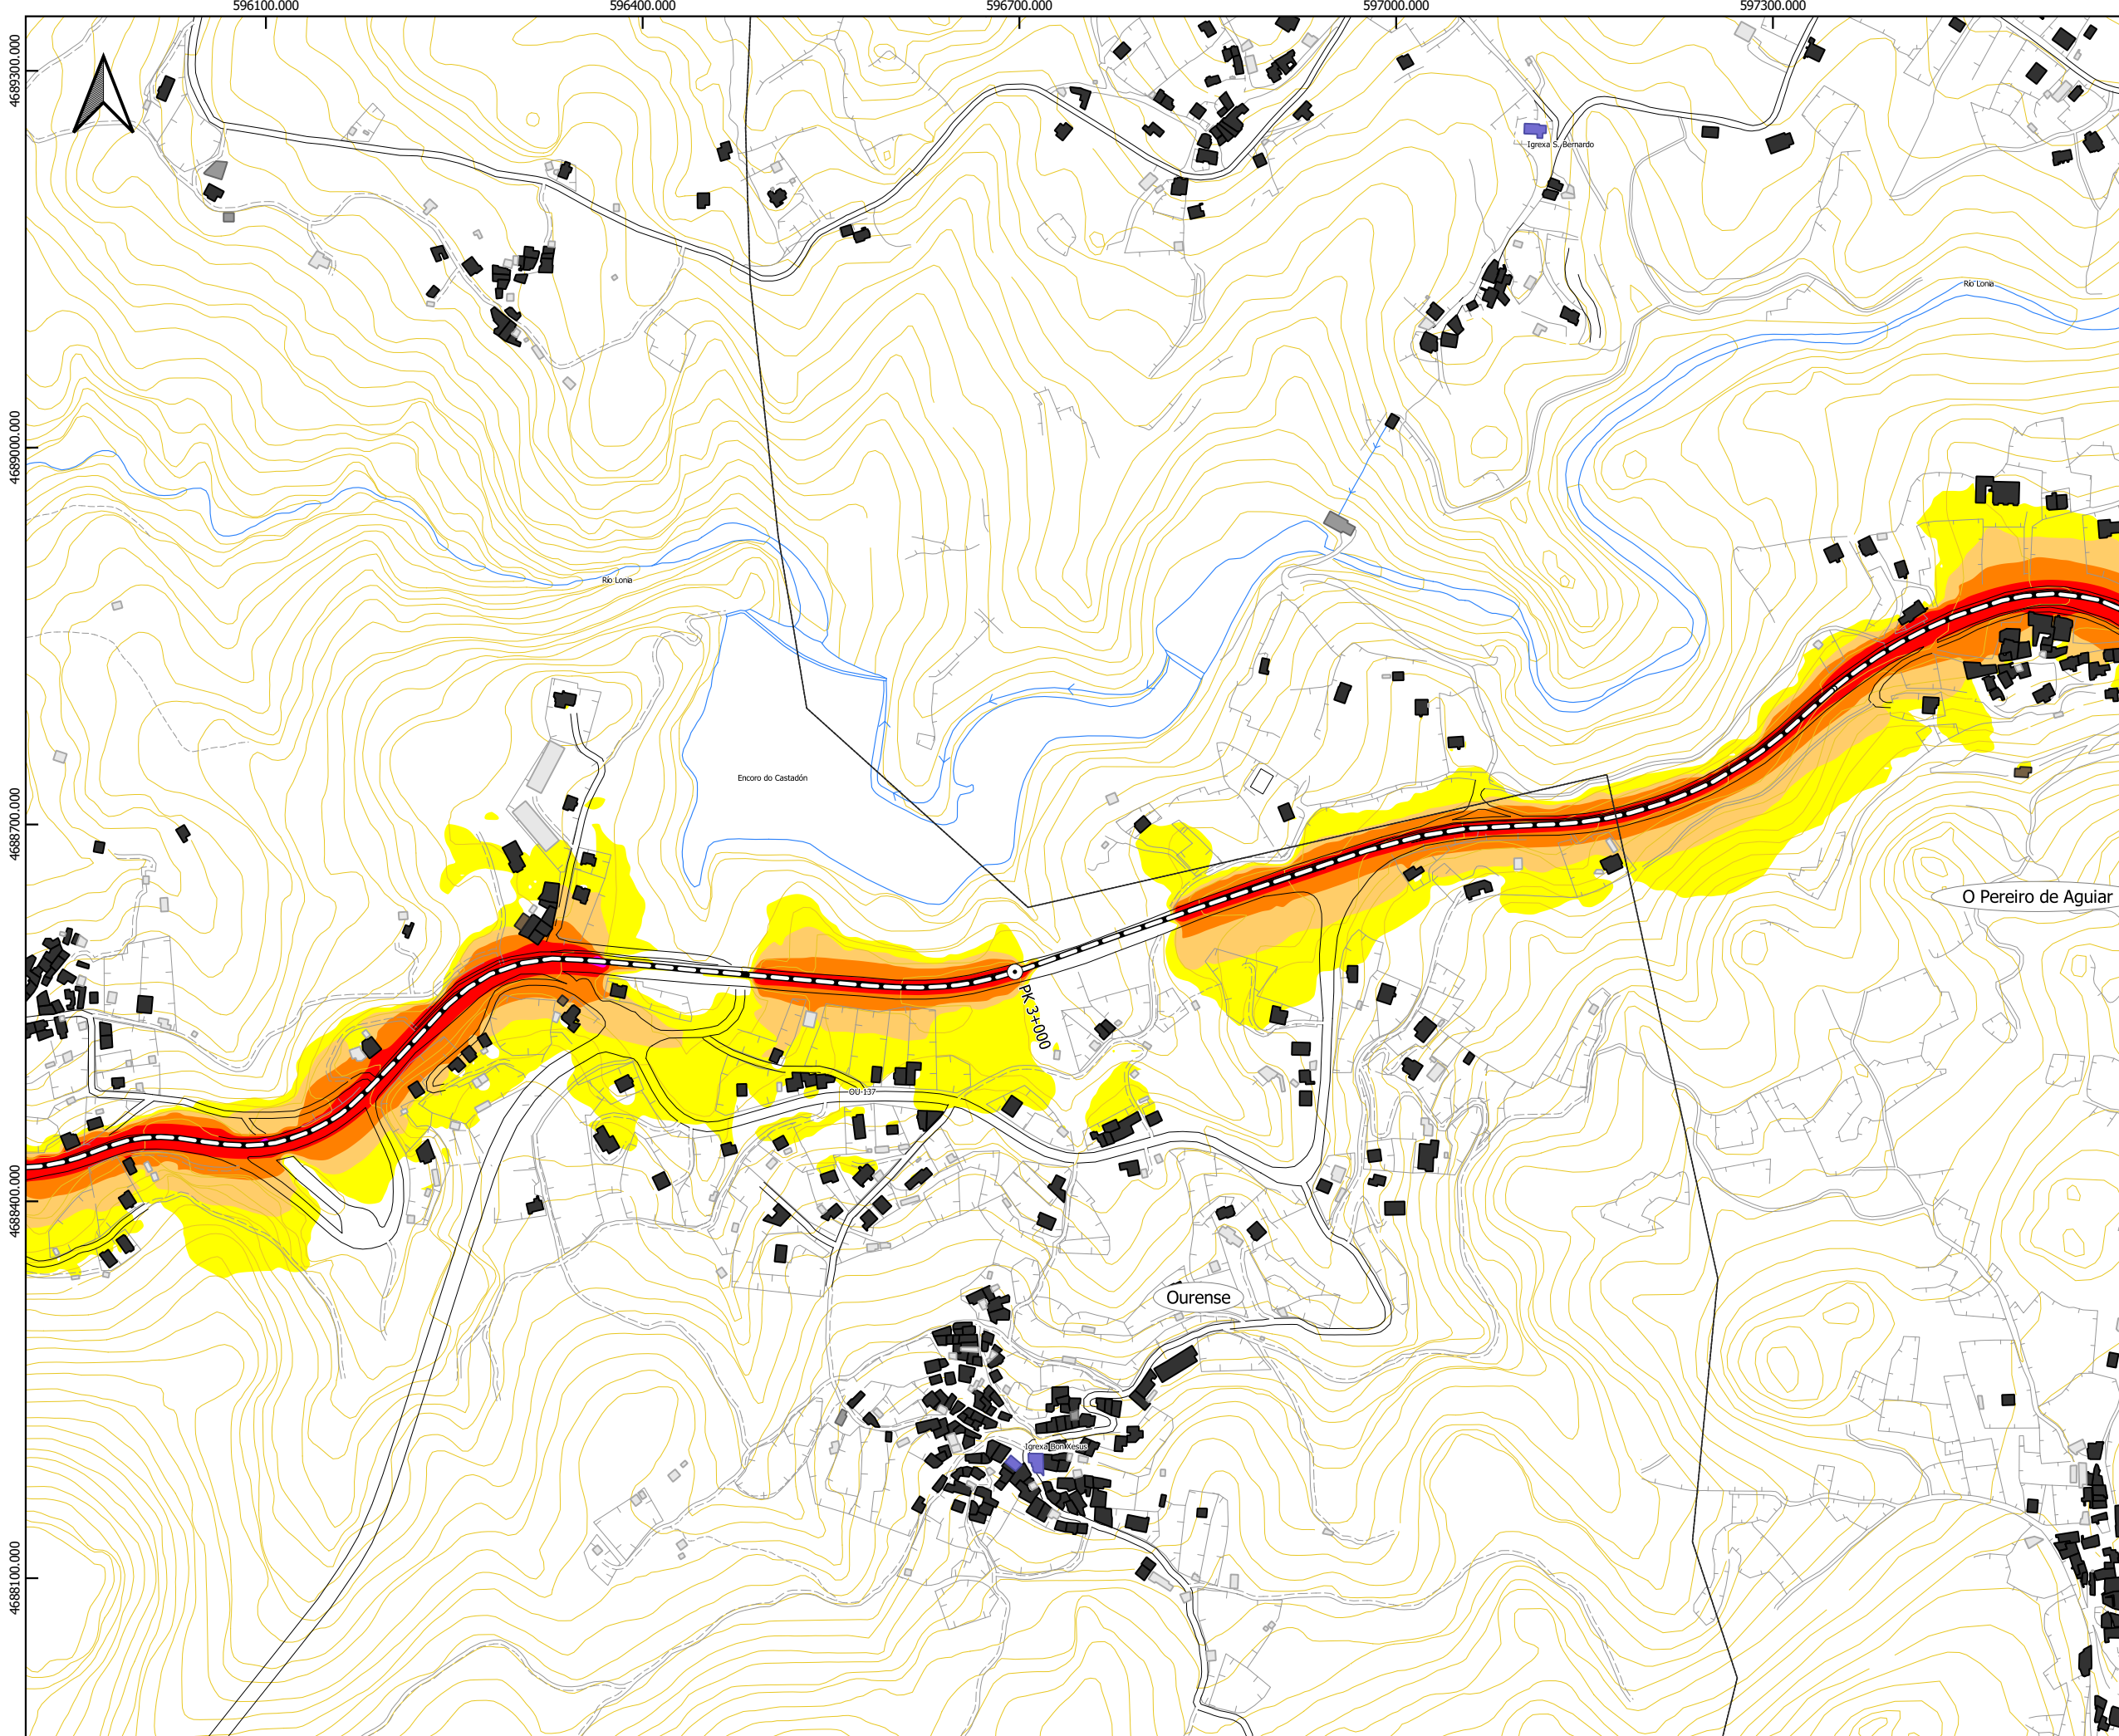 596100.000
596400.000
596700.000
597000.000
597300.000
4689300.000
4689000.000
4688700.000
4688400.000
4688100.000
Igrexa S. Bernardo
Río Lonia
Río Lonia
Encoro do Castadón
O Pereiro de Aguiar
PK 3+000
OU-137
Ourense
Igrexa Bon Xesús